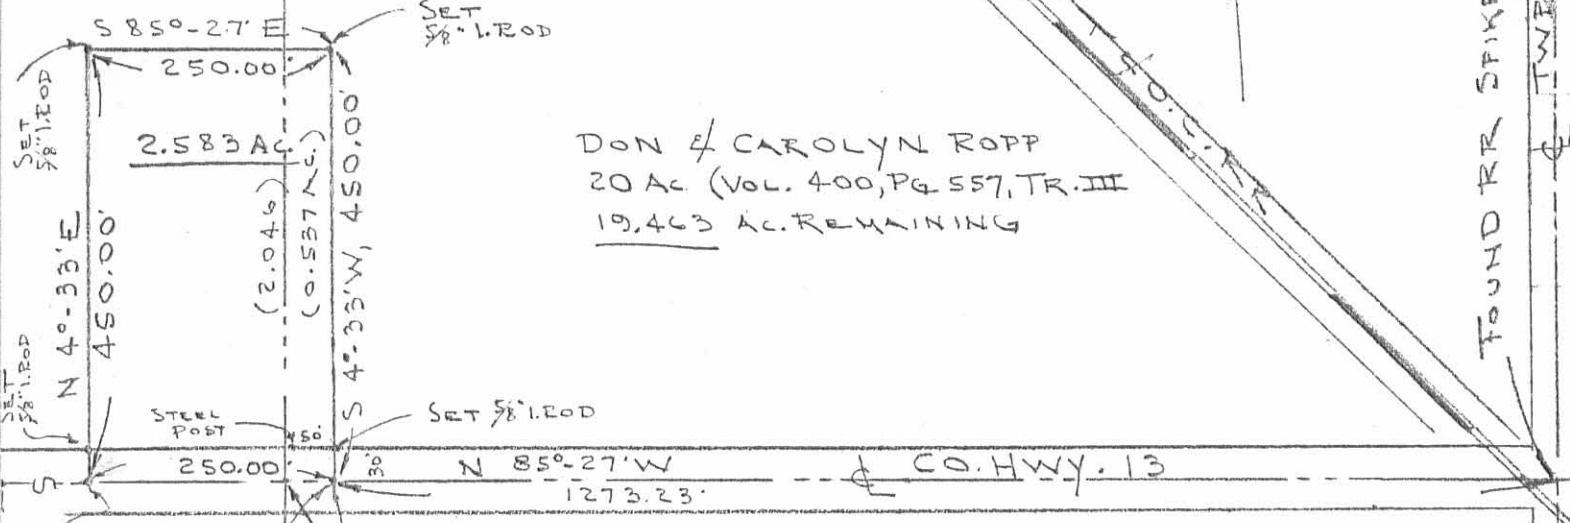 S 85°-27' E
250.00'
SET
5/8" I.ROD
SET
5/8" I.ROD
2.583 AC.
(2.046)
(0.537 AC.)
N 4°-33' E
450.00'
S 4°-33' W, 450.00'
SET
5/8" I.ROD
STEEL
POST
50'
SET 5/8" I.ROD
250.00'
30'
N 85°-27' W
1273.23'
℄ CO. HWY. 13
S
DON & CAROLYN ROPP
20 AC (VOL. 400, PG 557, TR. III
19.463 AC. REMAINING
FOUND RR SPIKE
℄ TWP